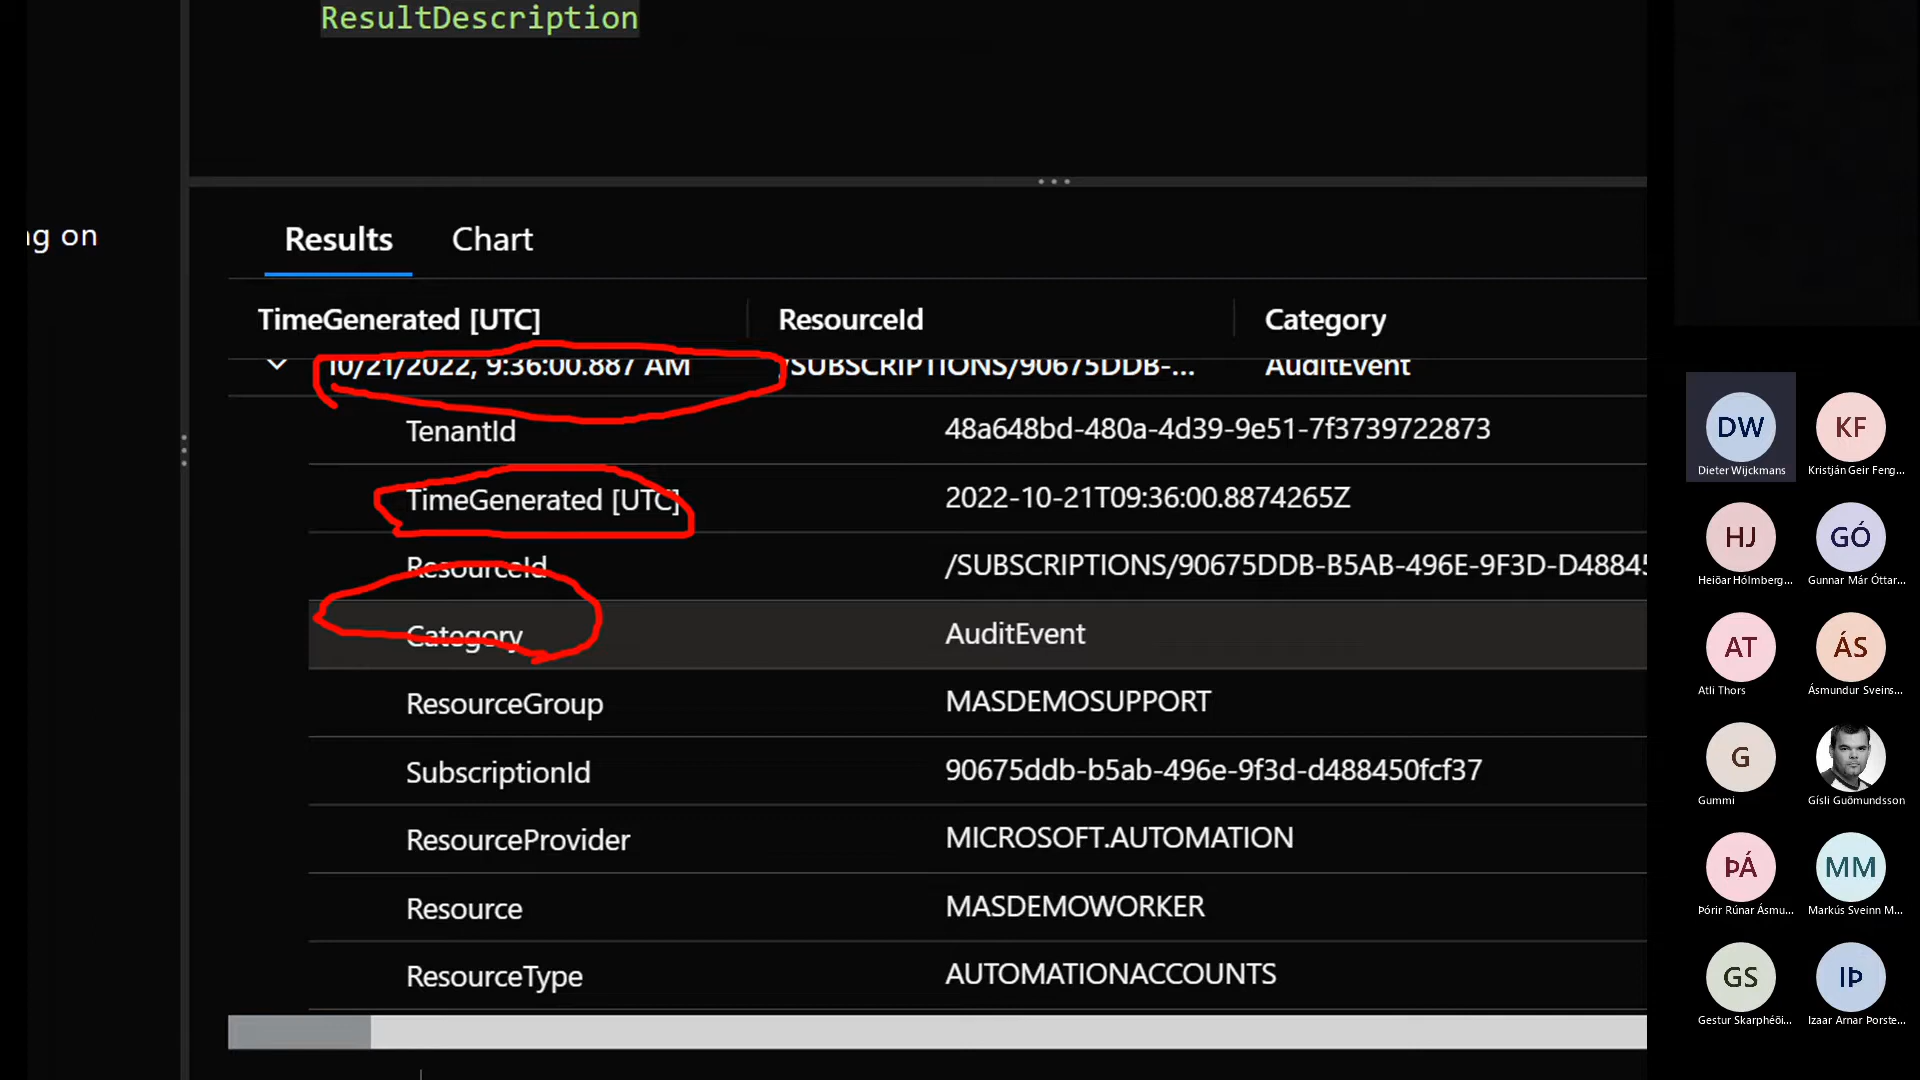 ResultDescription
ng on
Results Chart
TimeGenerated [UTC] ResourceId Category
10/21/2022, 9:36:00.887 AM /SUBSCRIPTIONS/90675DDB-... AuditEvent
TenantId 48a648bd-480a-4d39-9e51-7f3739722873
TimeGenerated [UTC] 2022-10-21T09:36:00.8874265Z
ResourceId /SUBSCRIPTIONS/90675DDB-B5AB-496E-9F3D-D48845
Category AuditEvent
ResourceGroup MASDEMOSUPPORT
SubscriptionId 90675ddb-b5ab-496e-9f3d-d488450fcf37
ResourceProvider MICROSOFT.AUTOMATION
Resource MASDEMOWORKER
ResourceType AUTOMATIONACCOUNTS
DW KF
Dieter Wijckmans Kristján Geir Feng...
HJ GÓ
Heiðar Hólmberg... Gunnar Már Óttar...
AT ÁS
Atli Thors Ásmundur Sveins...
G
Gummi Gísli Guðmundsson
ÞÁ MM
Þórir Rúnar Ásmu... Markús Sveinn M...
GS IÞ
Gestur Skarphéði... Izaar Arnar Þorste...